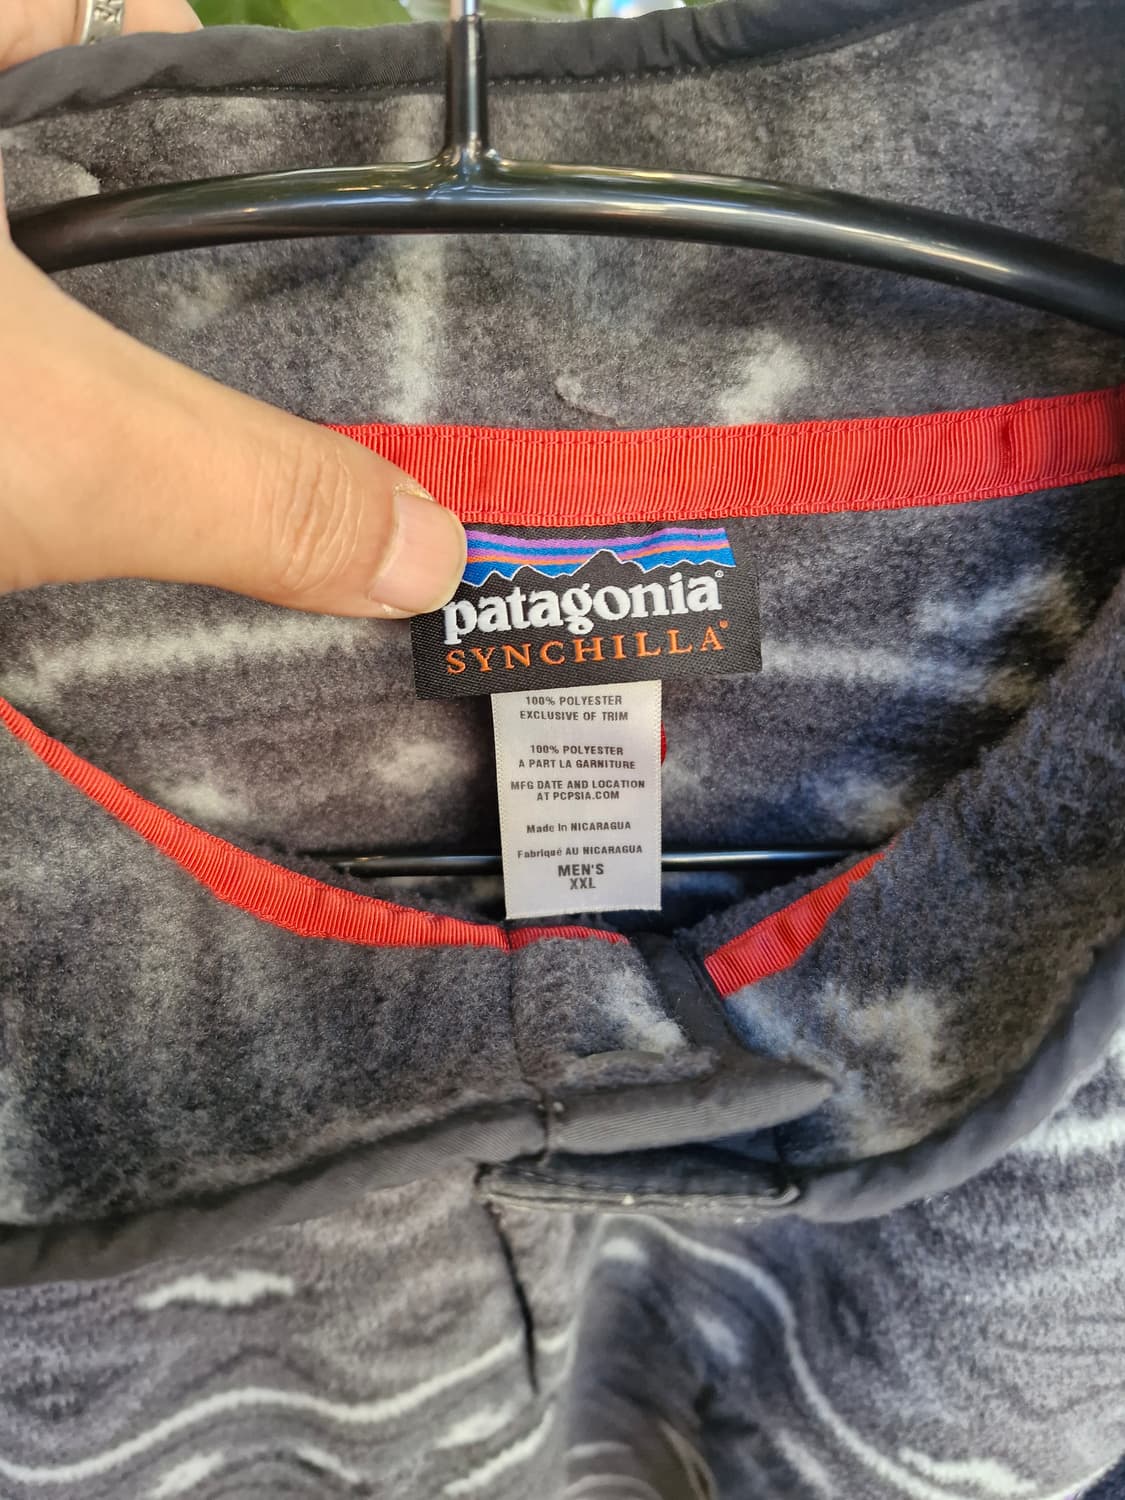 patagonia®
SYNCHILLA®
100% POLYESTER
EXCLUSIVE OF TRIM
100% POLYESTER
A PART LA GARNITURE
MFG DATE AND LOCATION
AT PCPSIA.COM
Made In NICARAGUA
Fabriqué AU NICARAGUA
MEN'S
XXL